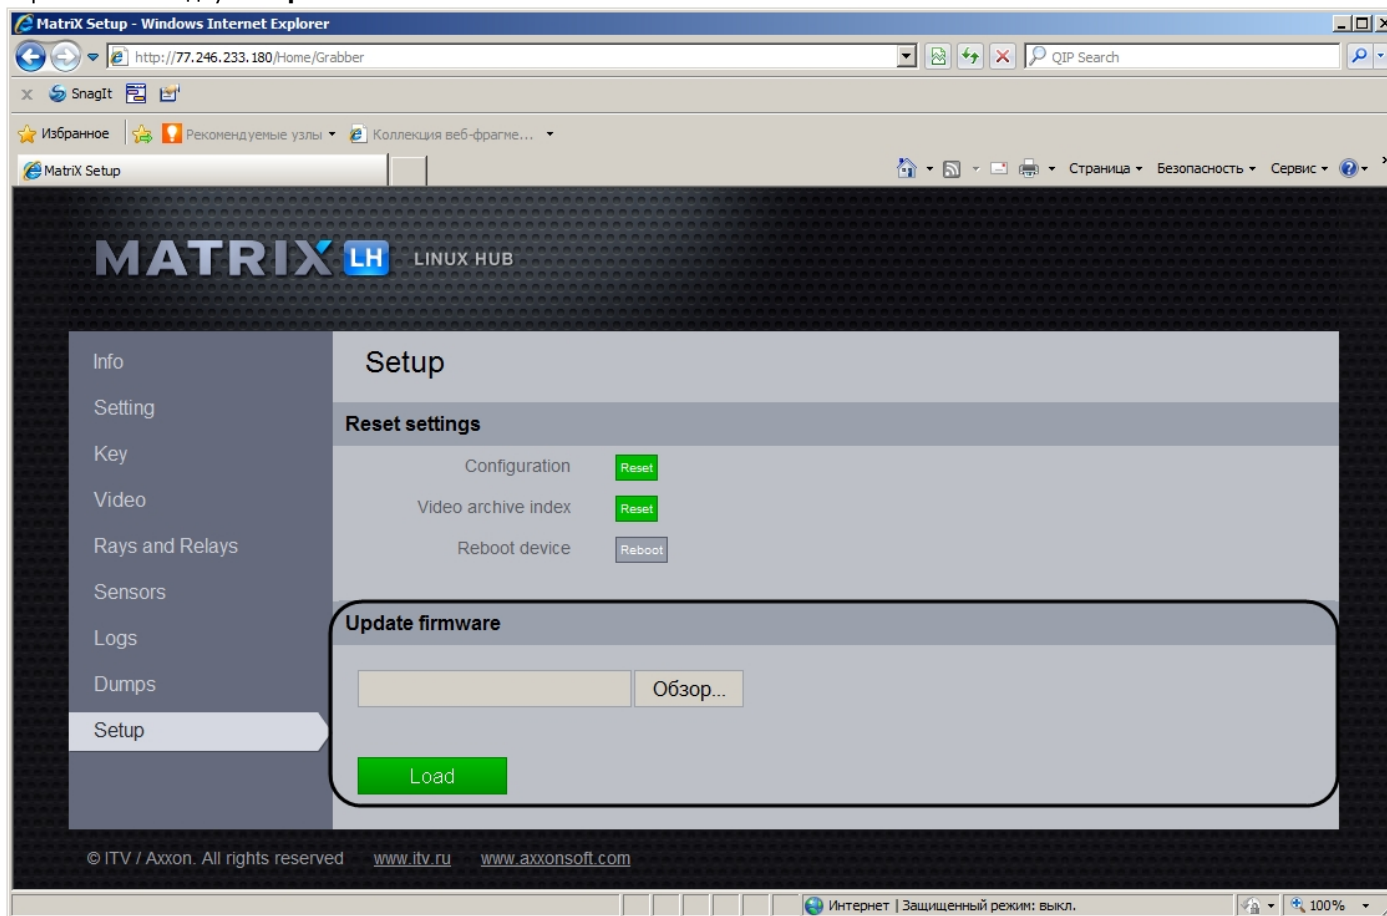 MatriX Setup - Windows Internet Explorer
http://77.246.233.180/Home/Grabber
QIP Search
x SnagIt
Избранное Рекомендуемые узлы Коллекция веб-фрагме...
MatriX Setup Страница Безопасность Сервис
MATRIX LH LINUX HUB
Info
Setting
Key
Video
Rays and Relays
Sensors
Logs
Dumps
Setup
Setup
Reset settings
Configuration Reset
Video archive index Reset
Reboot device Reboot
Update firmware
Обзор...
Load
© ITV / Axxon. All rights reserved www.itv.ru www.axxonsoft.com
Интернет | Защищенный режим: выкл. 100%